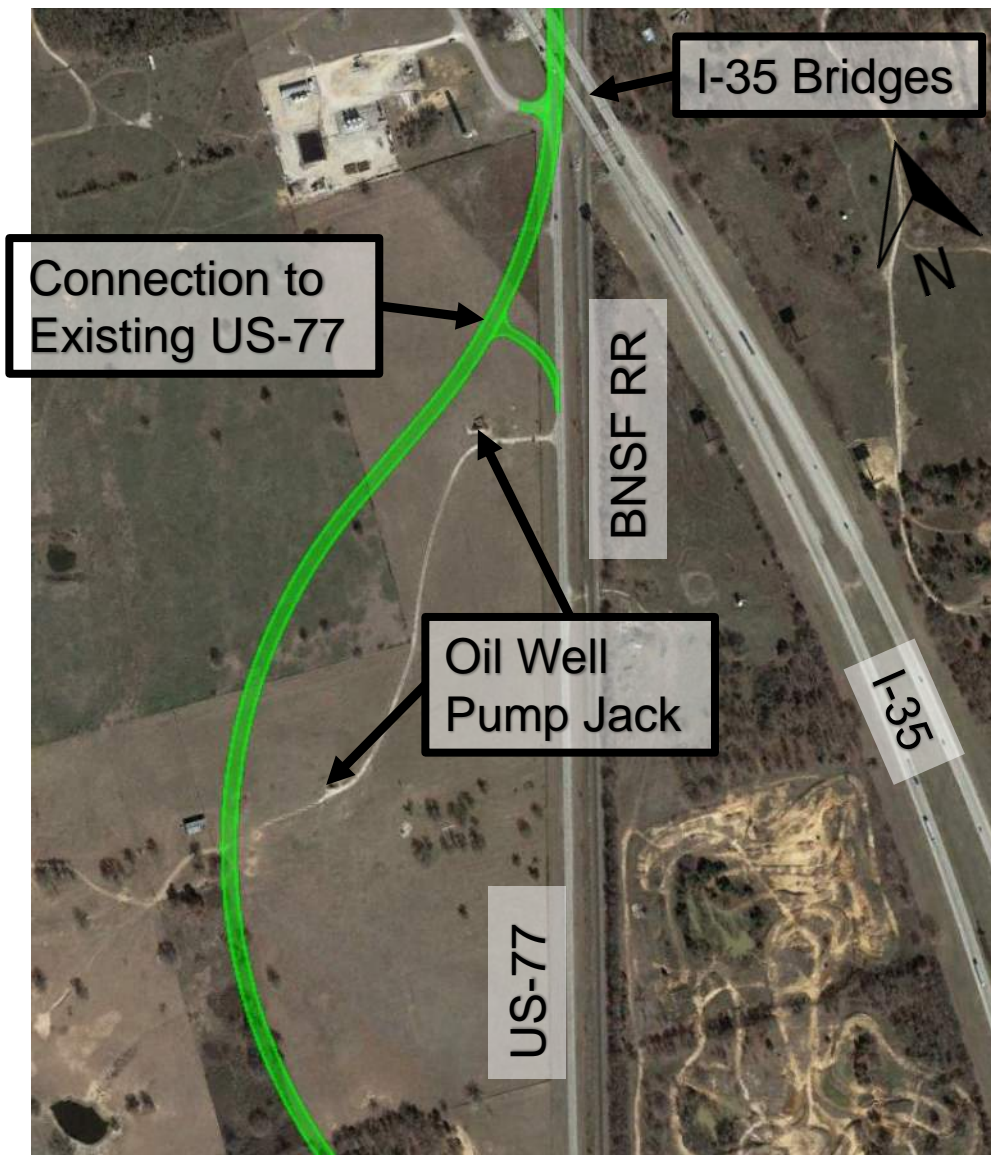 I-35 Bridges
N
Connection to
Existing US-77
BNSF RR
Oil Well
Pump Jack
I-35
US-77